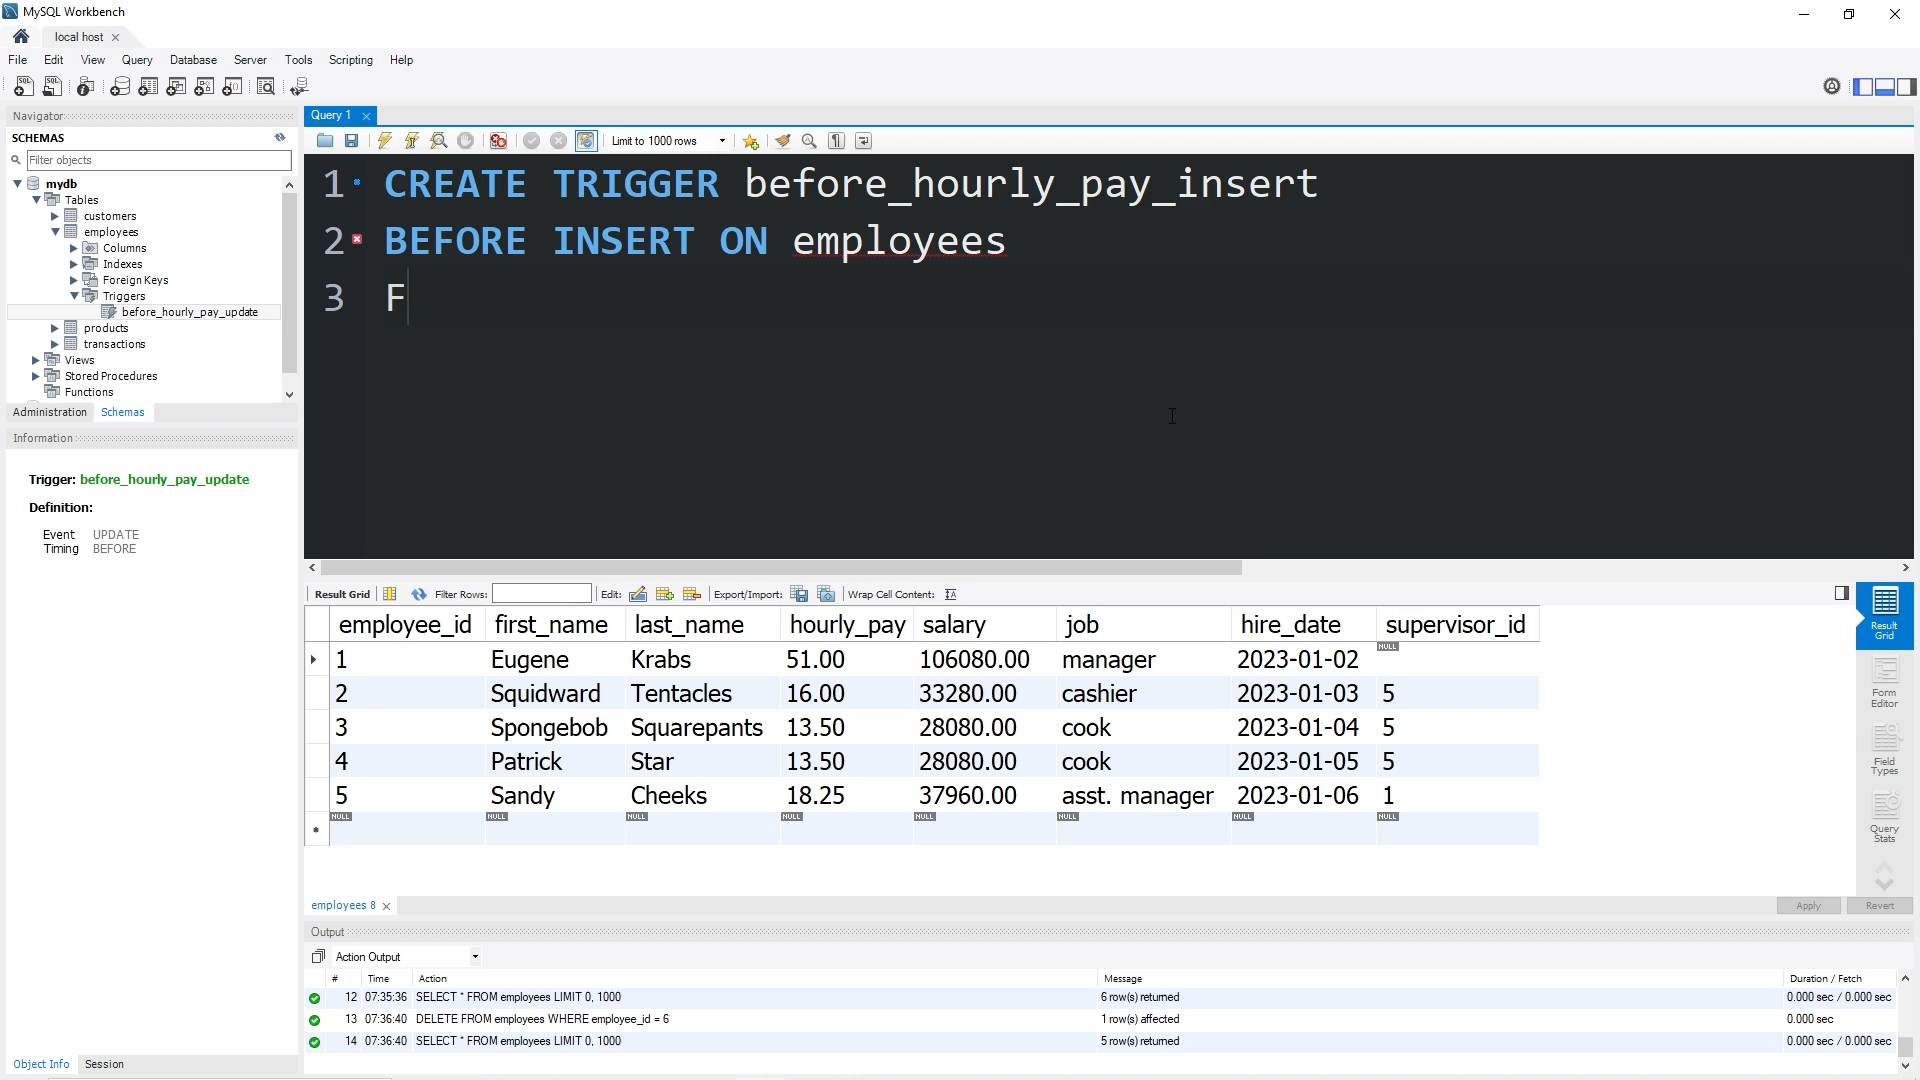 MySQL Workbench
local host
File Edit View Query Database Server Tools Scripting Help
Navigator
SCHEMAS
Filter objects
mydb
Tables
customers
employees
Columns
Indexes
Foreign Keys
Triggers
before_hourly_pay_update
products
transactions
Views
Stored Procedures
Functions
Administration Schemas
Information
Trigger: before_hourly_pay_update
Definition:
Event UPDATE
Timing BEFORE
Object Info Session
Query 1
Limit to 1000 rows
1 CREATE TRIGGER before_hourly_pay_insert
2 BEFORE INSERT ON employees
3 F
Result Grid Filter Rows: Edit: Export/Import: Wrap Cell Content:
employee_id first_name last_name hourly_pay salary job hire_date supervisor_id
1 Eugene Krabs 51.00 106080.00 manager 2023-01-02 NULL
2 Squidward Tentacles 16.00 33280.00 cashier 2023-01-03 5
3 Spongebob Squarepants 13.50 28080.00 cook 2023-01-04 5
4 Patrick Star 13.50 28080.00 cook 2023-01-05 5
5 Sandy Cheeks 18.25 37960.00 asst. manager 2023-01-06 1
NULL NULL NULL NULL NULL NULL NULL NULL
Result
Grid
Form
Editor
Field
Types
Query
Stats
employees 8
Apply Revert
Output
Action Output
# Time Action Message Duration / Fetch
12 07:35:36 SELECT * FROM employees LIMIT 0, 1000 6 row(s) returned 0.000 sec / 0.000 sec
13 07:36:40 DELETE FROM employees WHERE employee_id = 6 1 row(s) affected 0.000 sec
14 07:36:40 SELECT * FROM employees LIMIT 0, 1000 5 row(s) returned 0.000 sec / 0.000 sec